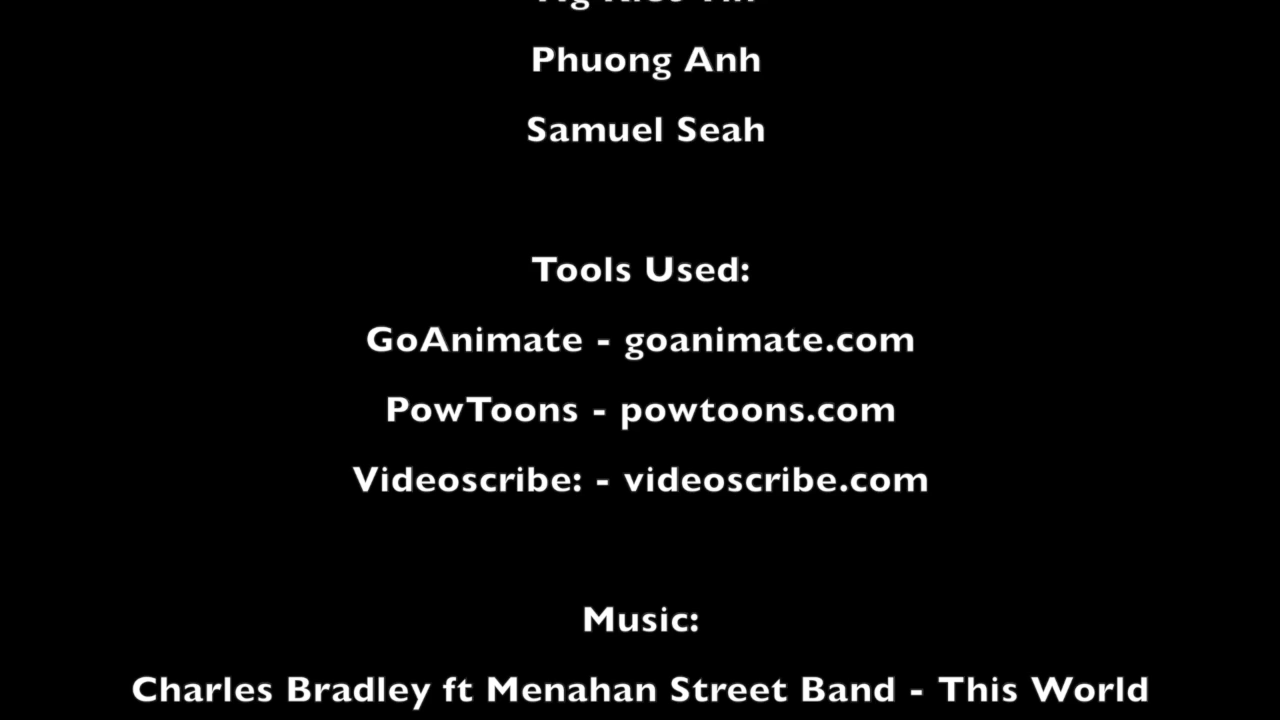 Phuong Anh
Samuel Seah
Tools Used:
GoAnimate - goanimate.com
PowToons - powtoons.com
Videoscribe: - videoscribe.com
Music:
Charles Bradley ft Menahan Street Band - This World